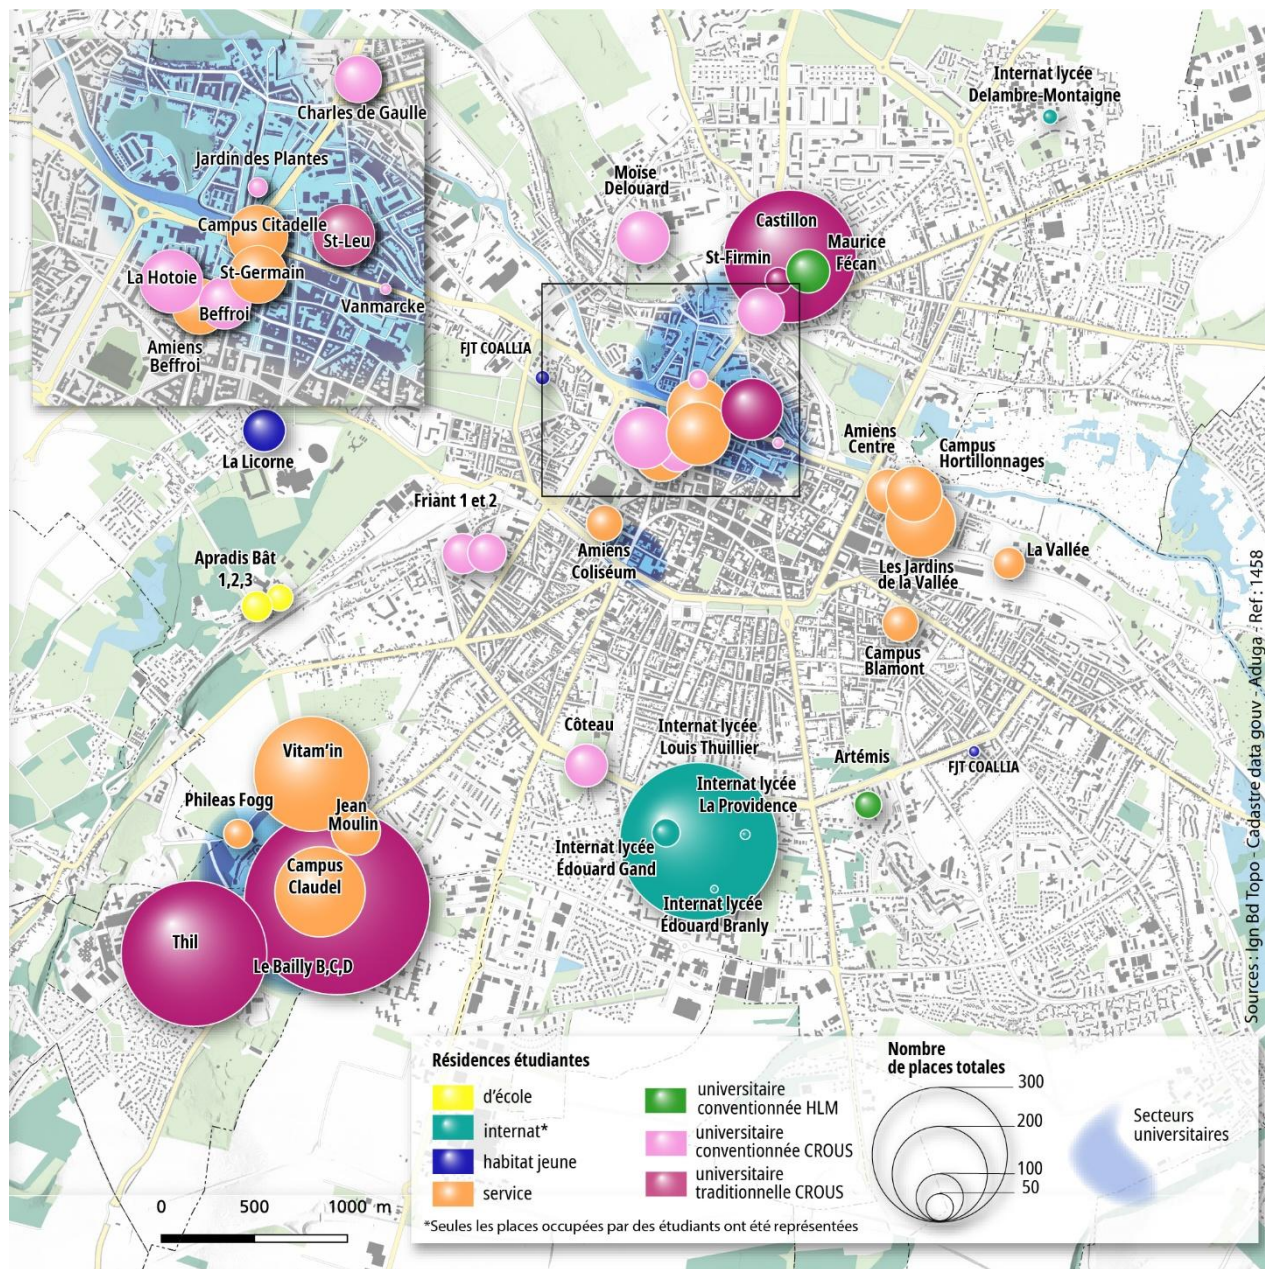 Charles de Gaulle
Jardin des Plantes
Campus Citadelle
St-Leu
La Hotoie
St-Germain
Beffroi
Vanmarcke
Amiens
Beffroi
Internat lycée
Delambre-Montaigne
Moïse
Delouard
Castillon
St-Firmin
Maurice
Fécan
FJT COALLIA
La Licorne
Amiens
Centre
Campus
Hortillonnages
Friant 1 et 2
Amiens
Coliséum
La Vallée
Les Jardins
de la Vallée
Apradis Bât
1,2,3
Campus
Blamont
Côteau
Internat lycée
Louis Thuillier
Vitam'in
Artémis
FJT COALLIA
Internat lycée
La Providence
Phileas Fogg
Jean
Moulin
Internat lycée
Édouard Gand
Campus
Claudel
Internat lycée
Édouard Branly
Thil
Le Bailly B,C,D
Sources : Ign Bd Topo - Cadastre data gouv - Aduga - Ref : 1458
Résidences étudiantes
d'école
internat*
habitat jeune
service
universitaire
conventionnée HLM
universitaire
conventionnée CROUS
universitaire
traditionnelle CROUS
Nombre
de places totales
300
200
100
50
Secteurs
universitaires
*Seules les places occupées par des étudiants ont été représentées
0 500 1000 m